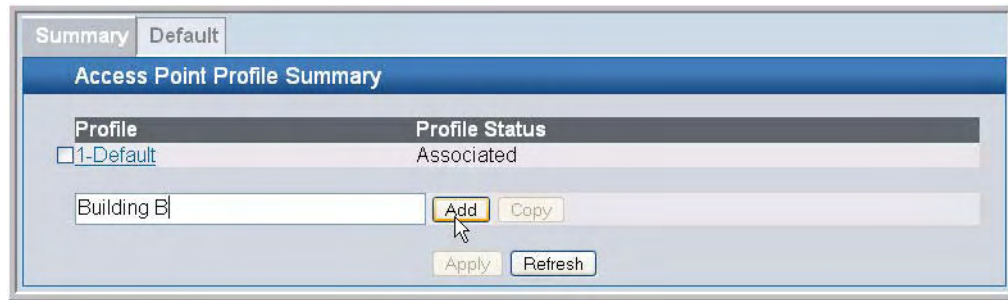 Summary Default
Access Point Profile Summary
Profile Profile Status
1-Default Associated
Building B Add Copy
Apply Refresh